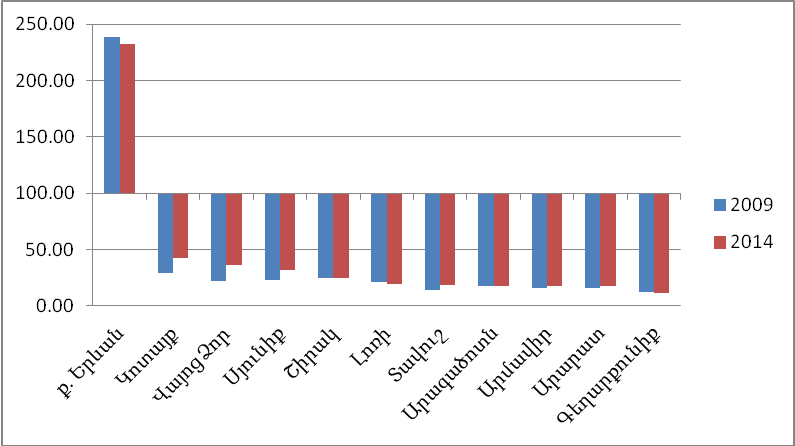 250.00
200.00
150.00
100.00
50.00
0.00
2009
2014
ք. Երևան
Կոտայք
Վայոց Ձոր
Սյունիք
Շիրակ
Լոռի
Տավուշ
Արագածոտն
Արմավիր
Արարատ
Գեղարքունիք